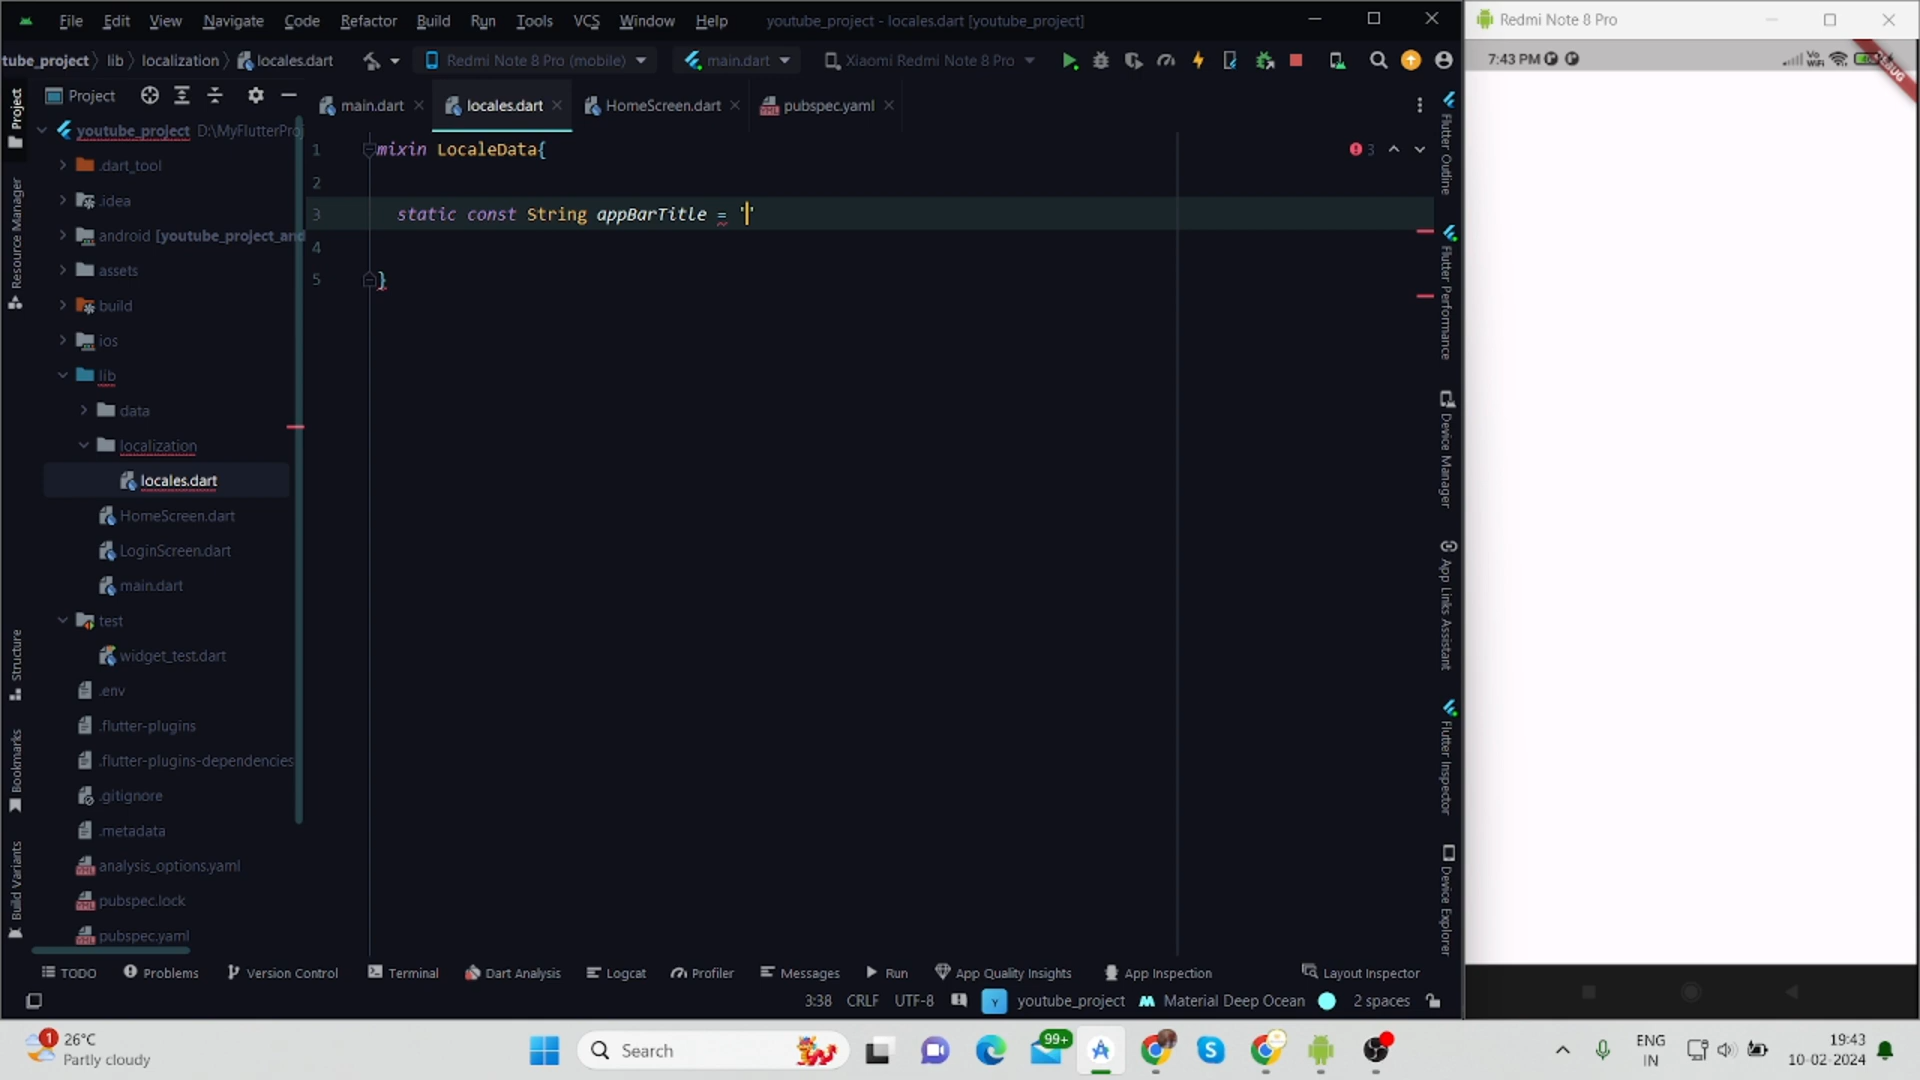 File Edit View Navigate Code Refactor Build Run Tools VCS Window Help youtube_project - locales.dart [youtube_project]
Redmi Note 8 Pro
tube_project lib localization locales.dart Redmi Note 8 Pro (mobile) main.dart Xiaomi Redmi Note 8 Pro
7:43 PM Vo WiFi DEBUG
Project
main.dart locales.dart HomeScreen.dart pubspec.yaml
youtube_project D:\MyFlutterProj
.dart_tool
.idea
android [youtube_project_and
assets
build
ios
lib
data
localization
locales.dart
HomeScreen.dart
LoginScreen.dart
main.dart
test
widget_test.dart
.env
.flutter-plugins
.flutter-plugins-dependencies
.gitignore
.metadata
analysis_options.yaml
pubspec.lock
pubspec.yaml
1 mixin LocaleData{
2
3 static const String appBarTitle = ''
4
5 }
3
Project
Resource Manager
Structure
Bookmarks
Build Variants
Flutter Outline
Flutter Performance
Device Manager
App Links Assistant
Flutter Inspector
Device Explorer
TODO Problems Version Control Terminal Dart Analysis Logcat Profiler Messages Run App Quality Insights App Inspection Layout Inspector
3:38 CRLF UTF-8 Y youtube_project Material Deep Ocean 2 spaces
1 26°C
Partly cloudy
Search
99+
ENG
IN
19:43
10-02-2024